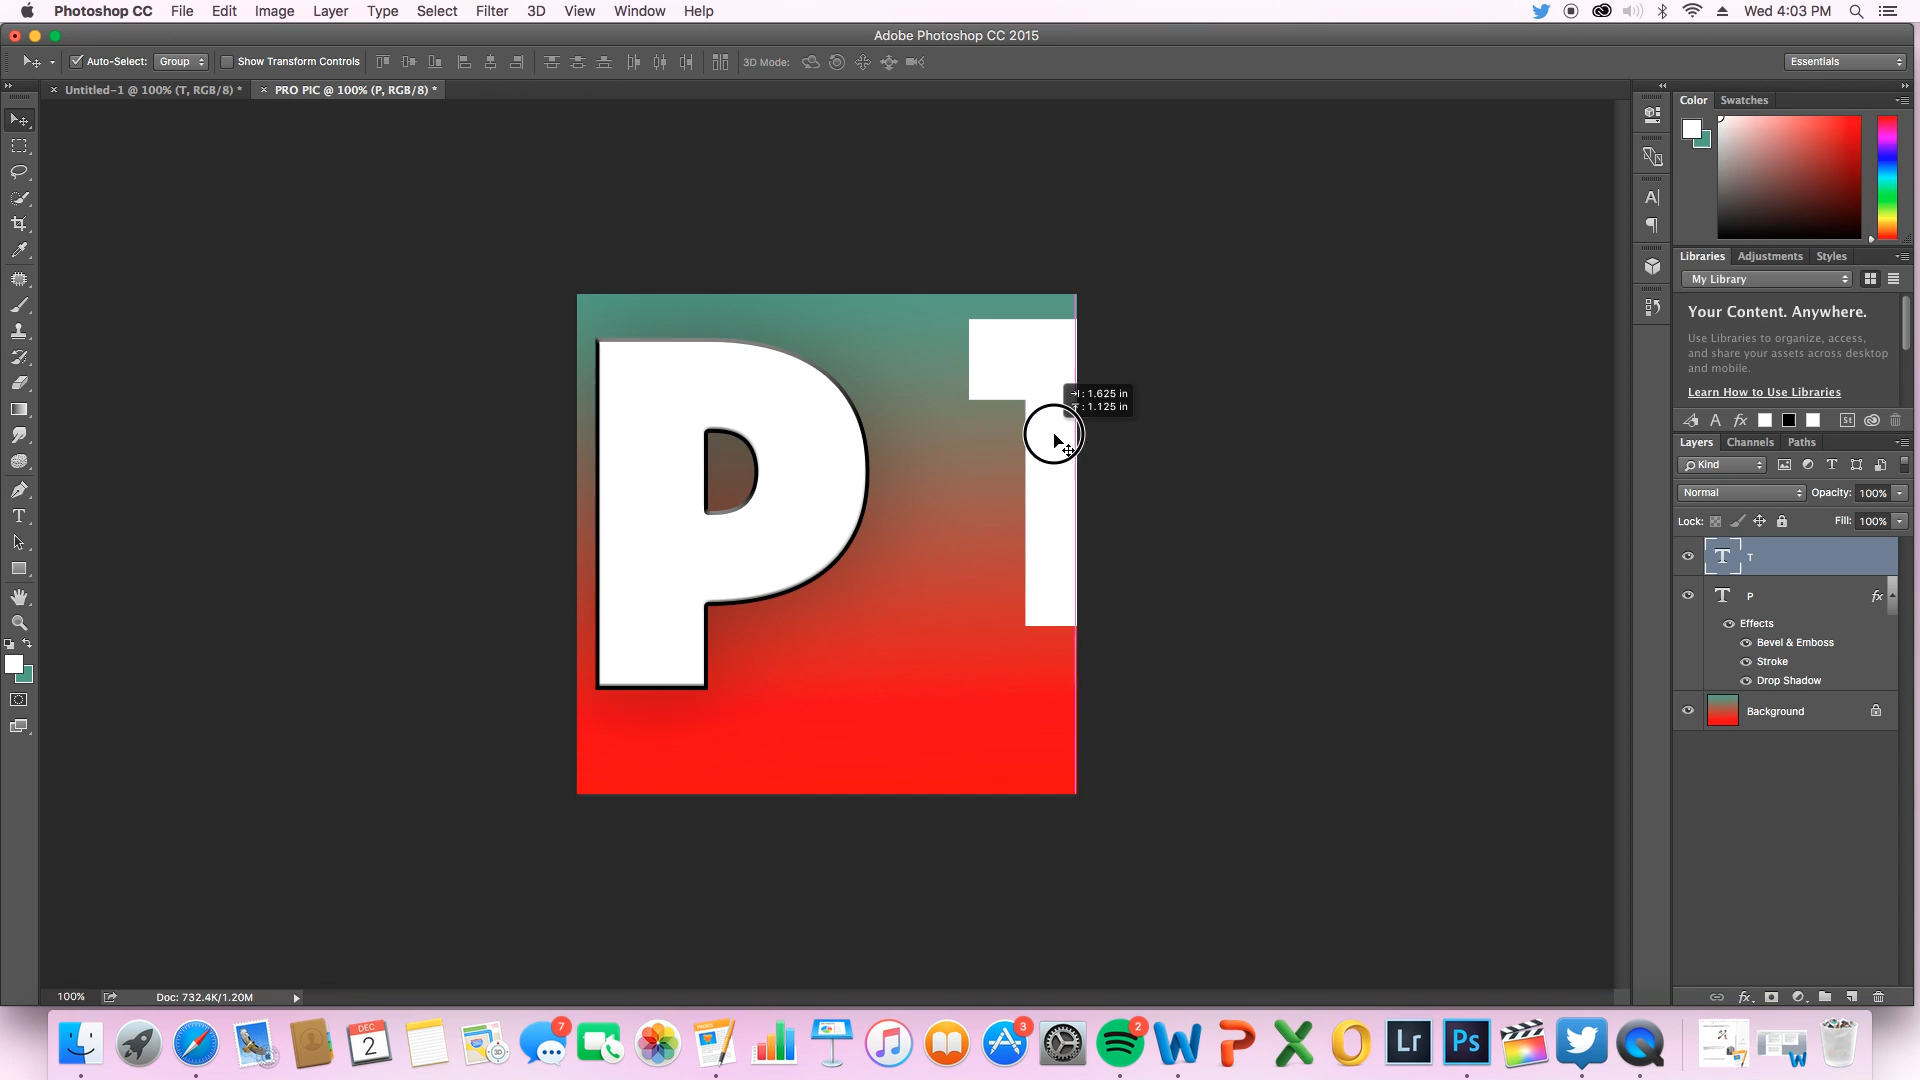 Photoshop CC File Edit Image Layer Type Select Filter 3D View Window Help Wed 4:03 PM
Adobe Photoshop CC 2015
Auto-Select: Group Show Transform Controls 3D Mode: Essentials
× Untitled-1 @ 100% (T, RGB/8) * × PRO PIC @ 100% (P, RGB/8) *
Color Swatches
Libraries Adjustments Styles
My Library
Your Content. Anywhere.
Use Libraries to organize, access,
and share your assets across desktop
and mobile.
Learn How to Use Libraries
A fx St
Layers Channels Paths
Kind
Normal Opacity: 100%
Lock: Fill: 100%
T T
T P fx
Effects
Bevel & Emboss
Stroke
Drop Shadow
Background
P T
: 1.625 in
: 1.125 in
100% Doc: 732.4K/1.20M
fx
DEC
2
7
PAGES
3
2
W
P
X
O
Lr
Ps
W